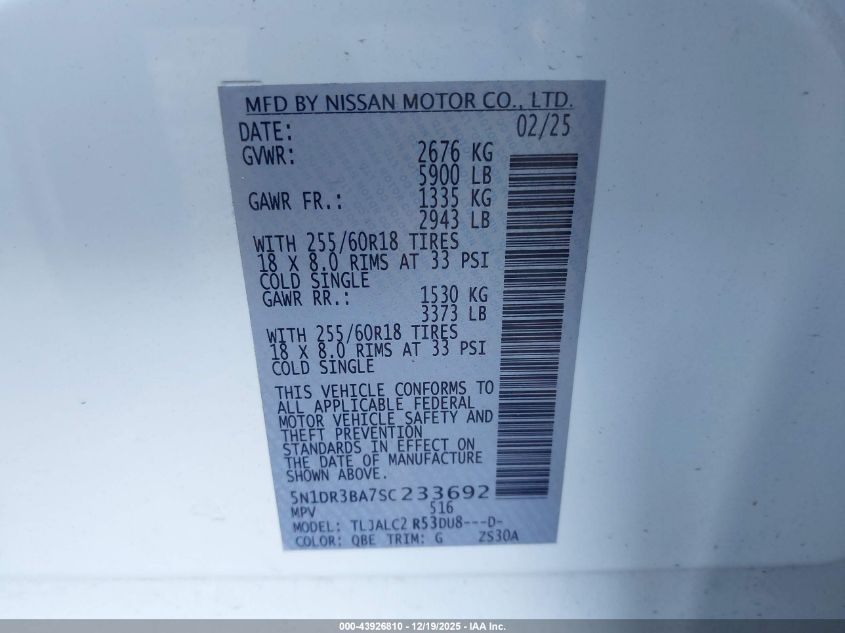 MFD BY NISSAN MOTOR CO., LTD.
DATE: 02/25
GVWR: 2676 KG
5900 LB
GAWR FR.: 1335 KG
2943 LB
WITH 255/60R18 TIRES
18 X 8.0 RIMS AT 33 PSI
COLD SINGLE
GAWR RR.: 1530 KG
3373 LB
WITH 255/60R18 TIRES
18 X 8.0 RIMS AT 33 PSI
COLD SINGLE
THIS VEHICLE CONFORMS TO
ALL APPLICABLE FEDERAL
MOTOR VEHICLE SAFETY AND
THEFT PREVENTION
STANDARDS IN EFFECT ON
THE DATE OF MANUFACTURE
SHOWN ABOVE.
5N1DR3BA7SC233692
MPV 516
MODEL: TLJALC2 R53DU8---D-
COLOR: QBE TRIM: G ZS30A
000-43926810 - 12/19/2025 - IAA Inc.